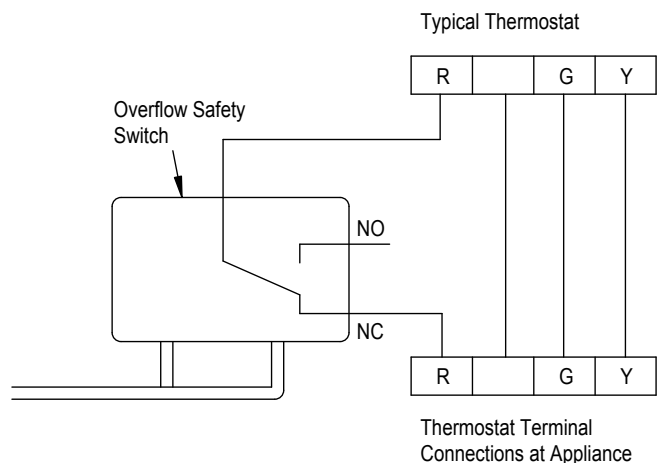 Typical Thermostat
R G Y
Overflow Safety
Switch
NO
NC
R G Y
Thermostat Terminal
Connections at Appliance